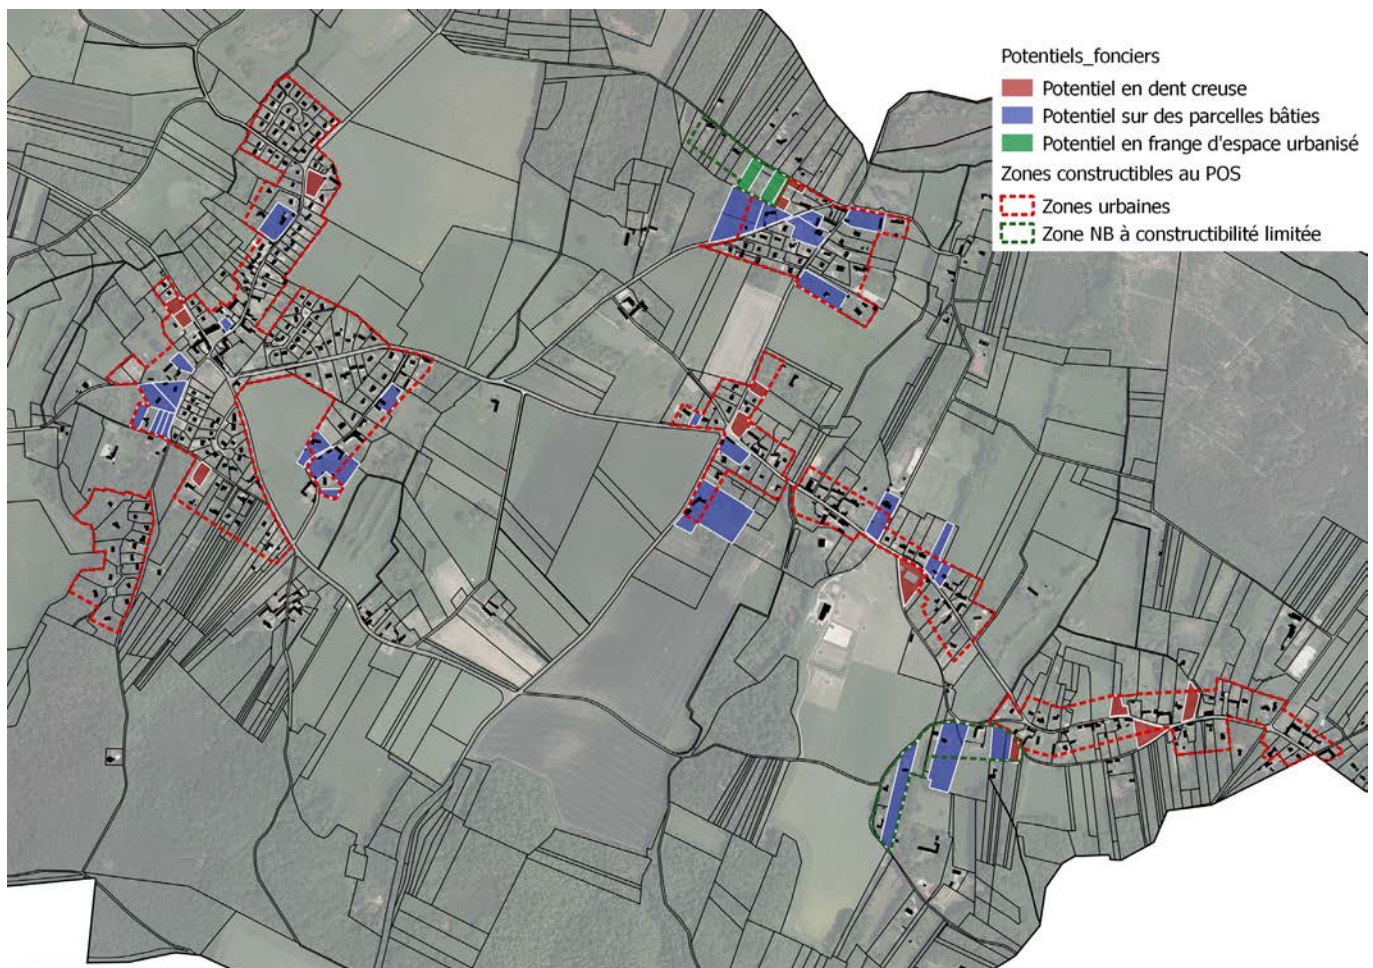 Potentiels_fonciers
Potentiel en dent creuse
Potentiel sur des parcelles bâties
Potentiel en frange d'espace urbanisé
Zones constructibles au POS
Zones urbaines
Zone NB à constructibilité limitée